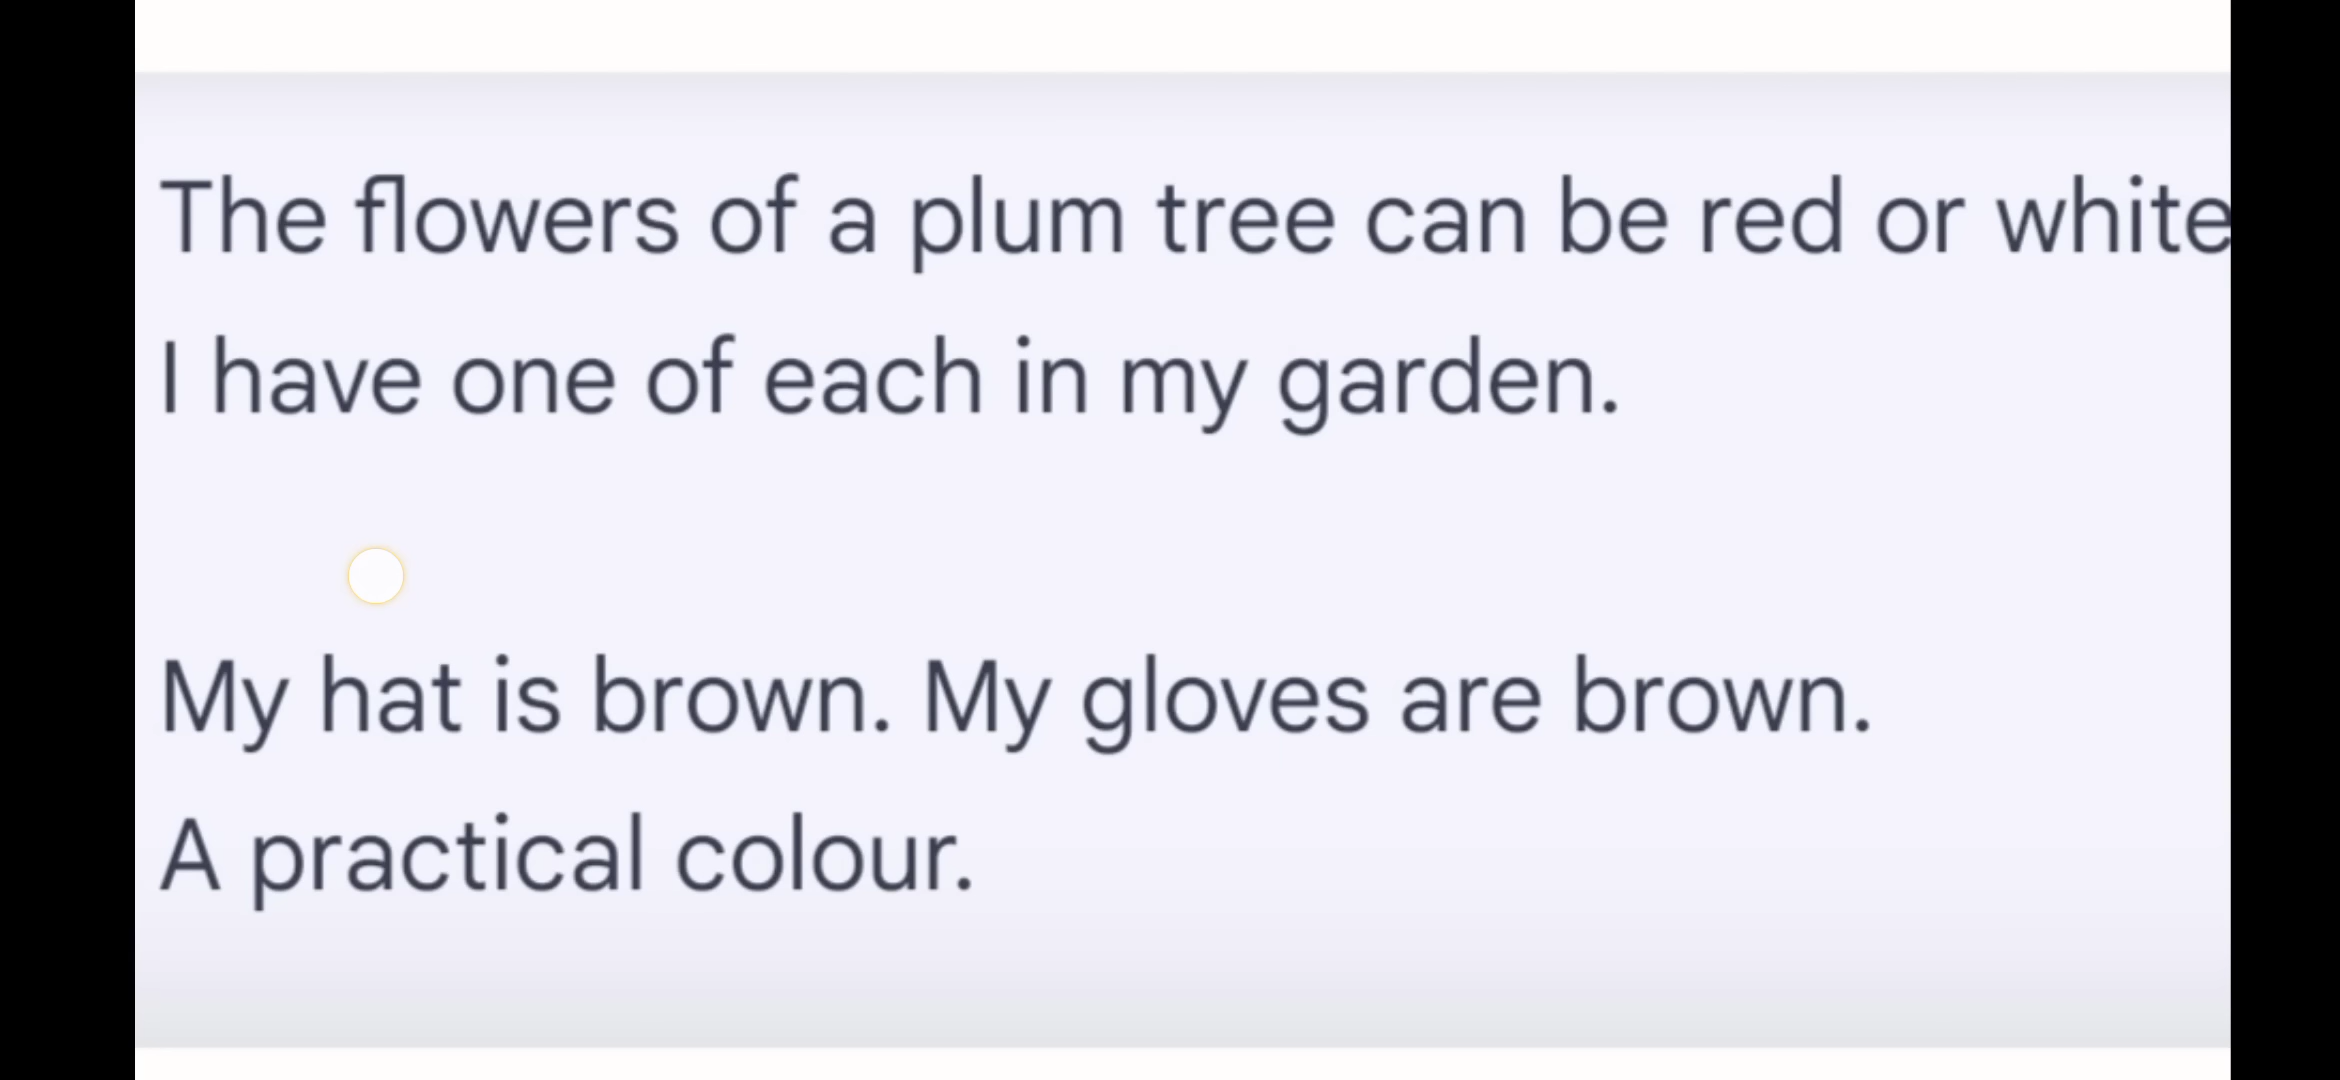 The flowers of a plum tree can be red or white
I have one of each in my garden.
My hat is brown. My gloves are brown.
A practical colour.